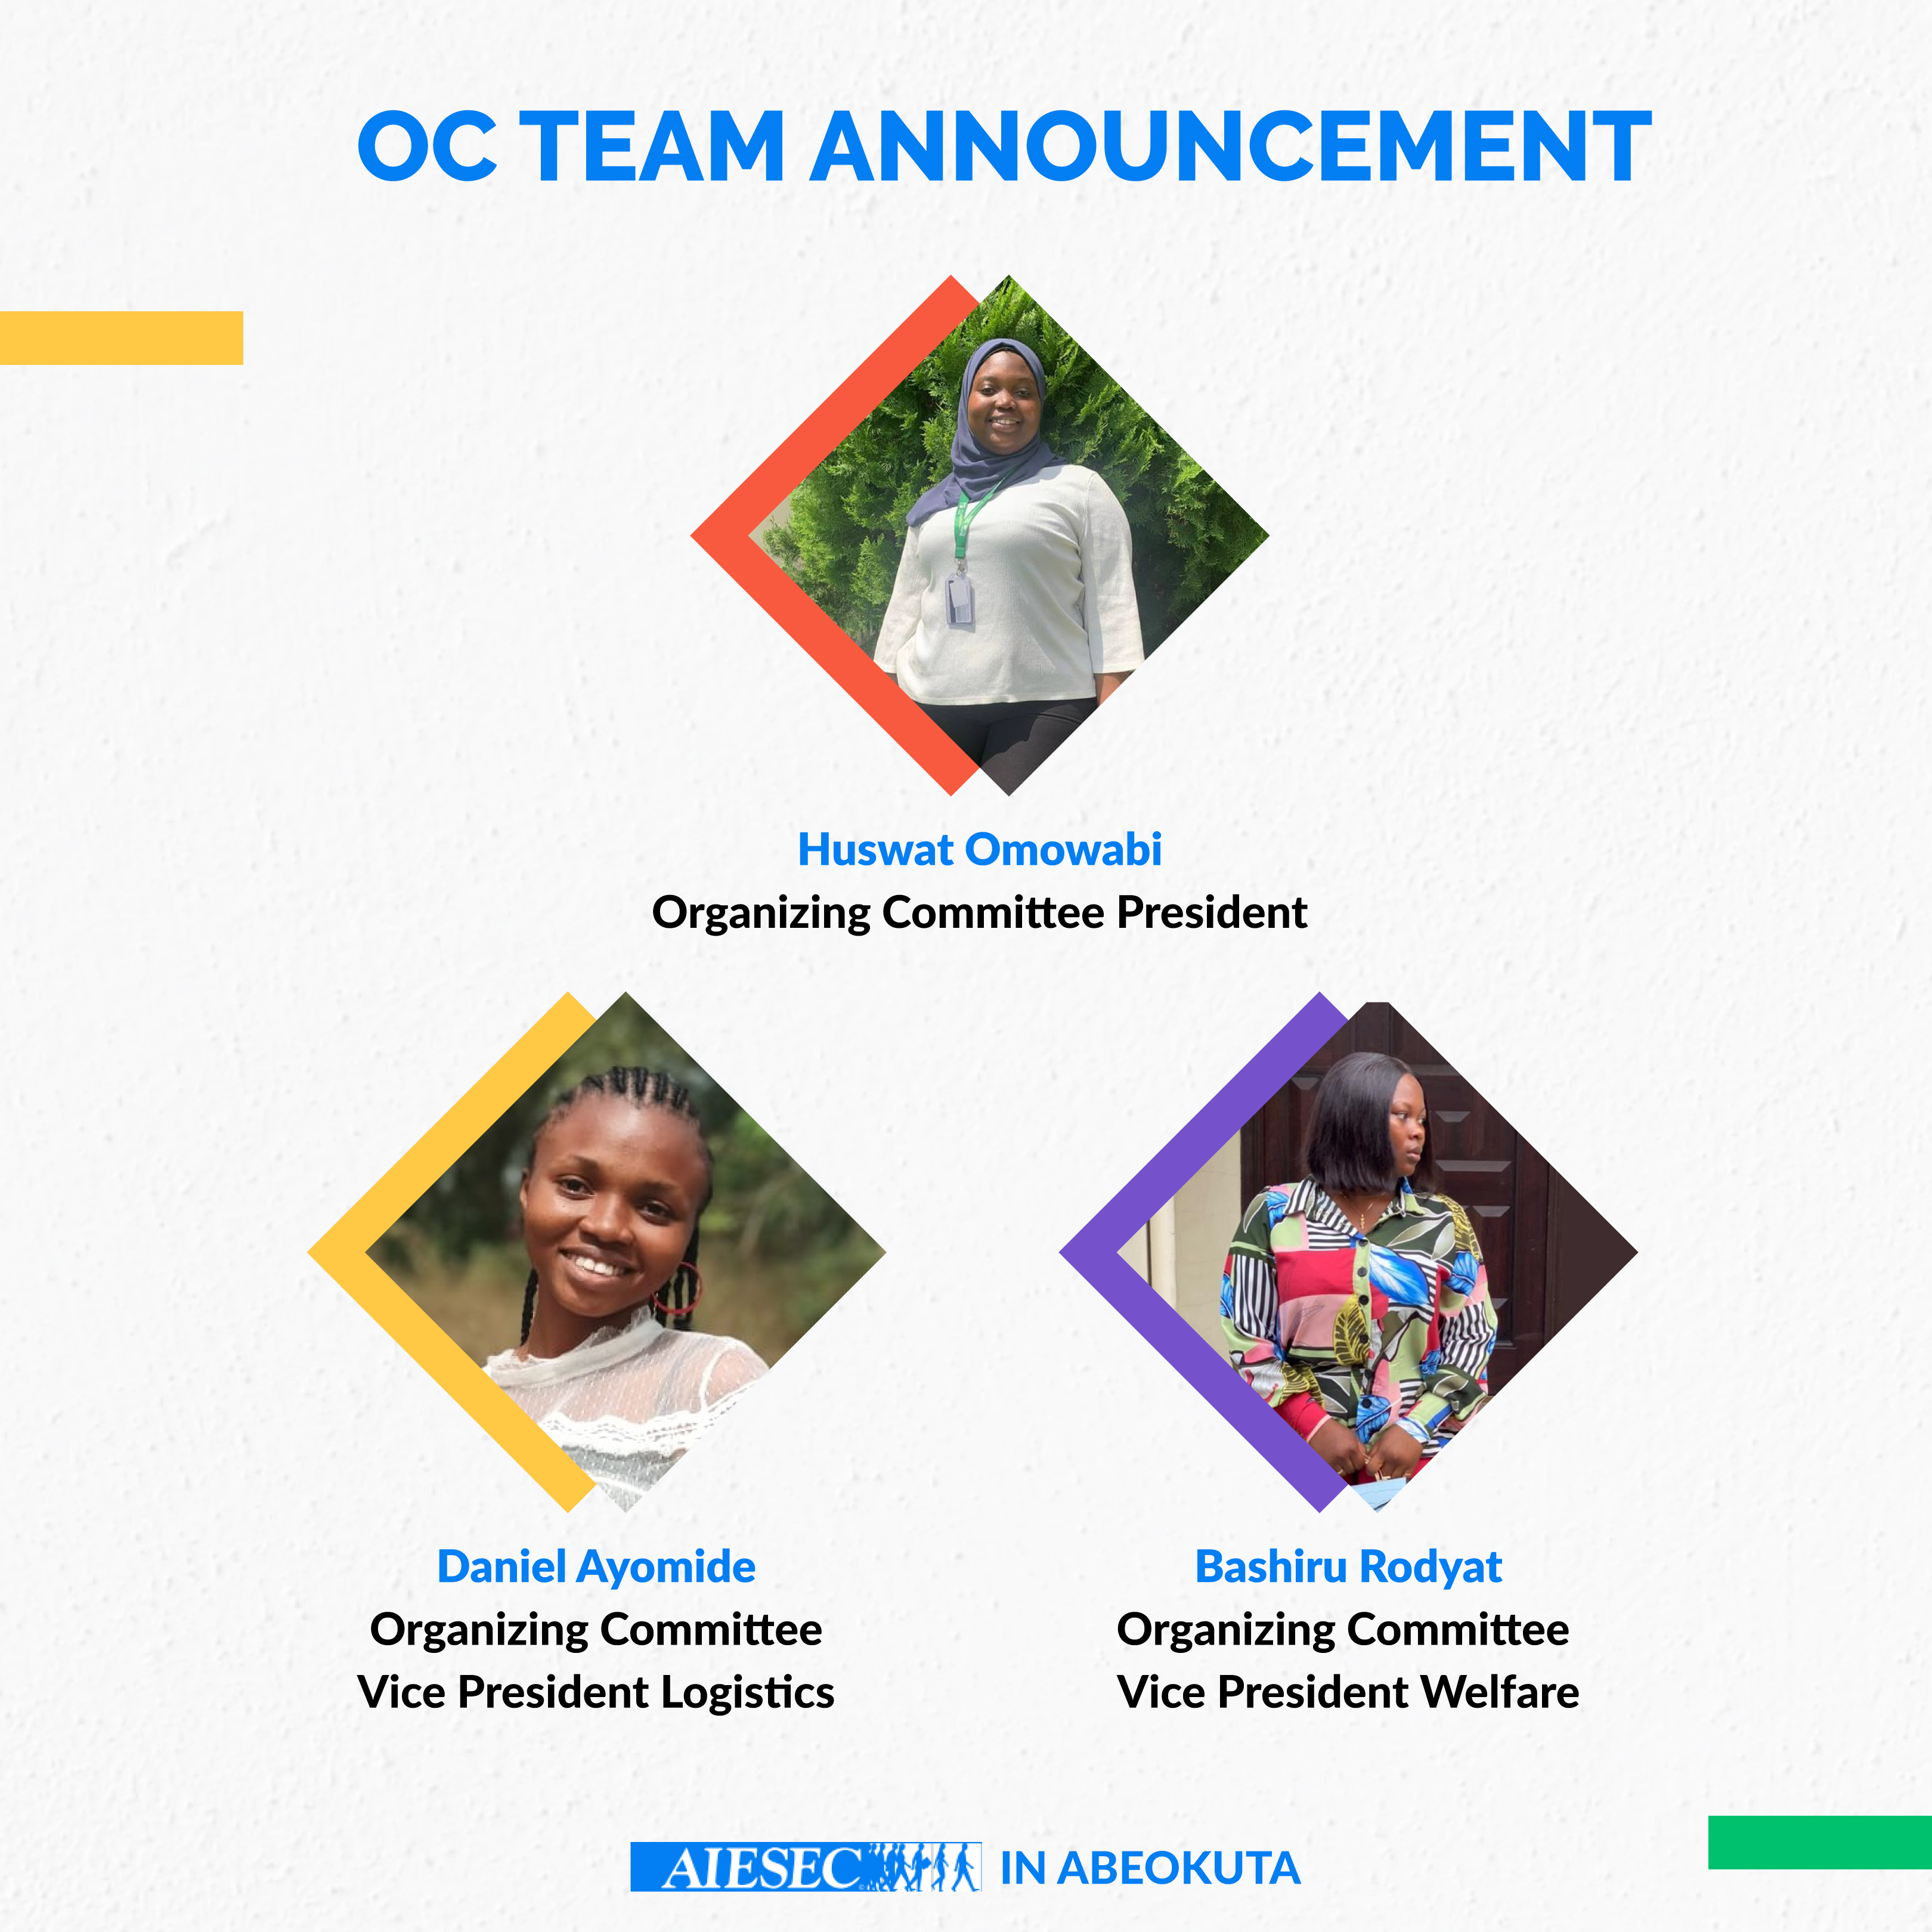 OC TEAM ANNOUNCEMENT
Huswat Omowabi
Organizing Committee President
Daniel Ayomide
Organizing Committee
Vice President Logistics
Bashiru Rodyat
Organizing Committee
Vice President Welfare
AIESEC IN ABEOKUTA